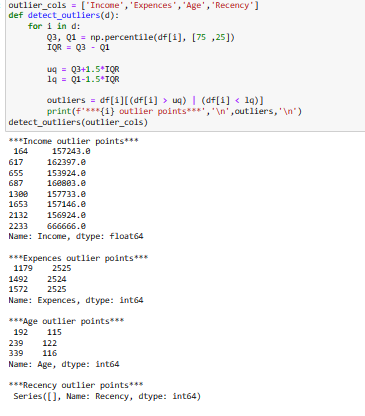 outlier_cols = ['Income','Expences','Age','Recency']
def detect_outliers(d):
    for i in d:
        Q3, Q1 = np.percentile(df[i], [75 ,25])
        IQR = Q3 - Q1

        uq = Q3+1.5*IQR
        lq = Q1-1.5*IQR

        outliers = df[i][(df[i] > uq) | (df[i] < lq)]
        print(f'***{i} outlier points***','\n',outliers,'\n')
detect_outliers(outlier_cols)

***Income outlier points***
 164     157243.0
617     162397.0
655     153924.0
687     160803.0
1300    157733.0
1653    157146.0
2132    156924.0
2233    666666.0
Name: Income, dtype: float64

***Expences outlier points***
 1179    2525
1492    2524
1572    2525
Name: Expences, dtype: int64

***Age outlier points***
 192    115
239    122
339    116
Name: Age, dtype: int64

***Recency outlier points***
 Series([], Name: Recency, dtype: int64)